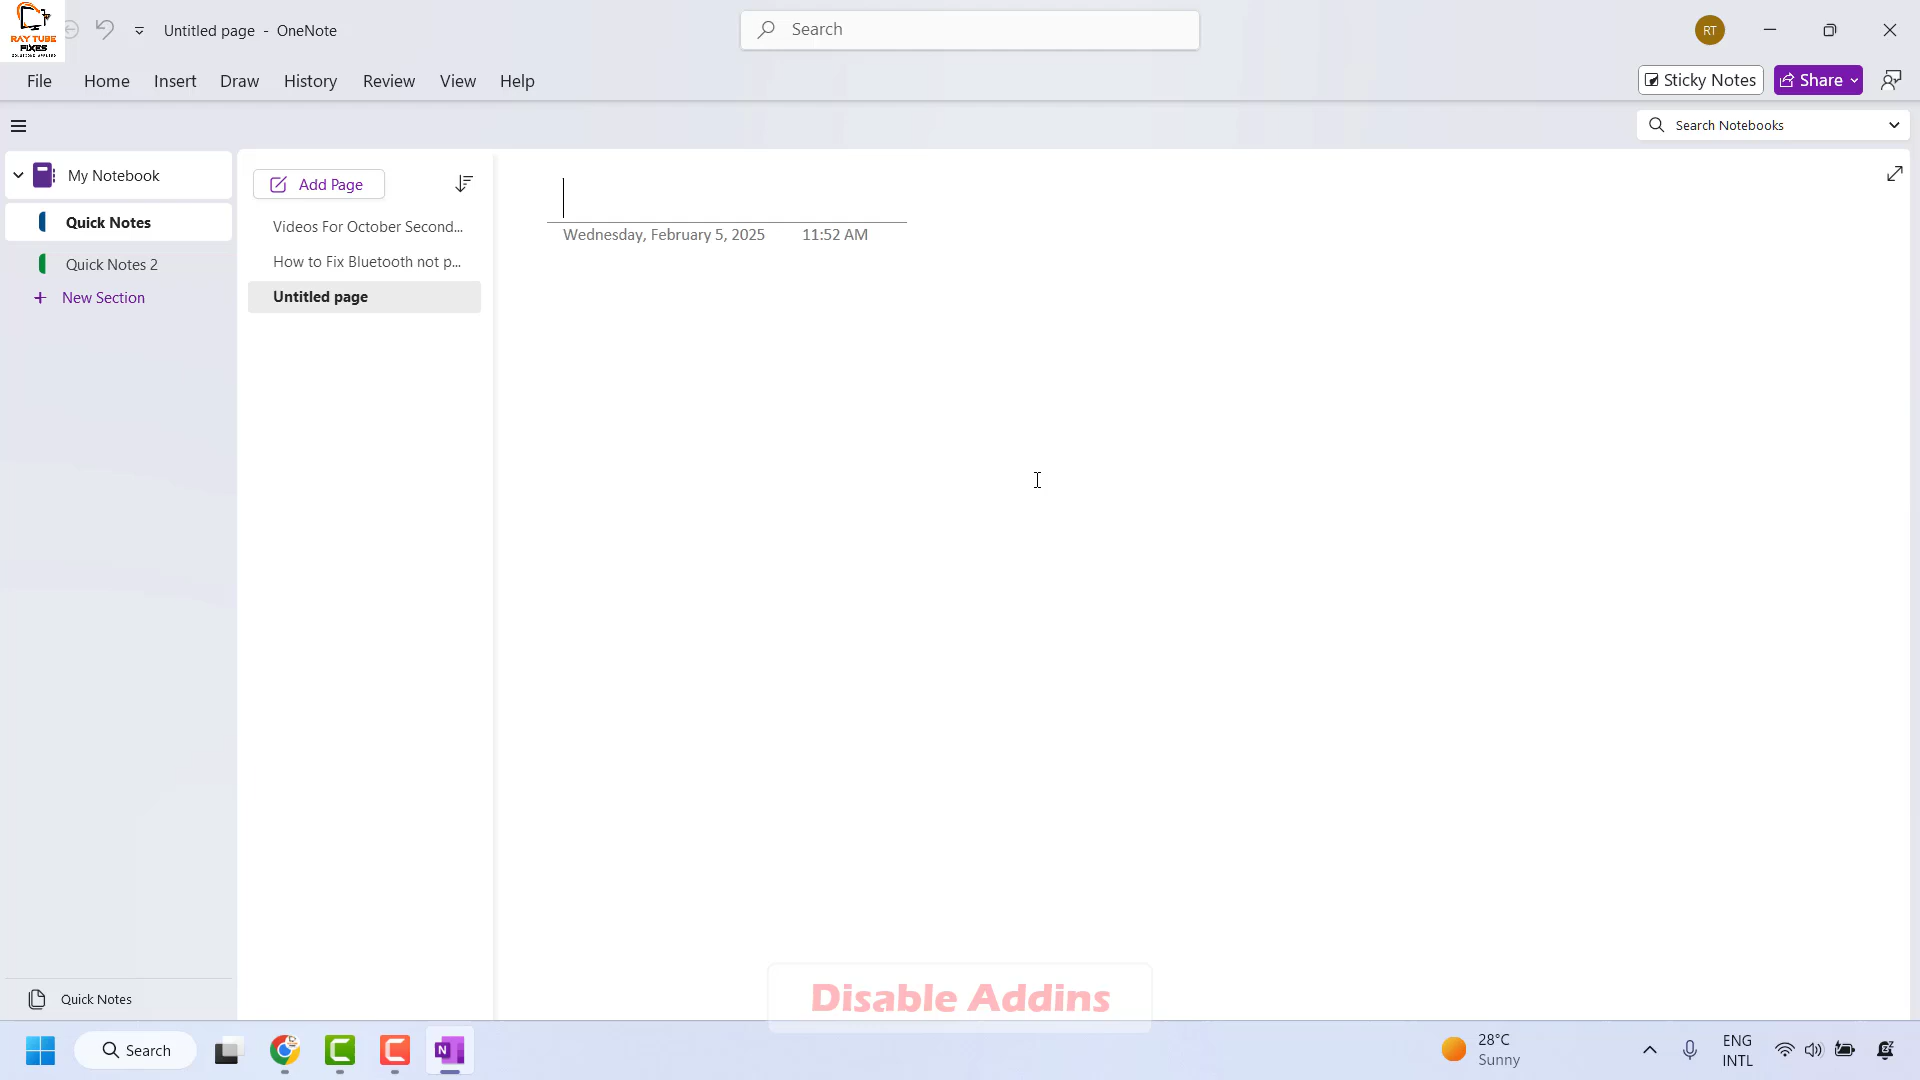 RAY TUBE
FIXES
Untitled page - OneNote
Search
RT
File Home Insert Draw History Review View Help
Sticky Notes
Share
Search Notebooks
My Notebook
Quick Notes
Quick Notes 2
New Section
Add Page
Videos For October Second...
How to Fix Bluetooth not p...
Untitled page
Wednesday, February 5, 2025 11:52 AM
Quick Notes
Disable Addins
Search
N
28°C
Sunny
ENG
INTL